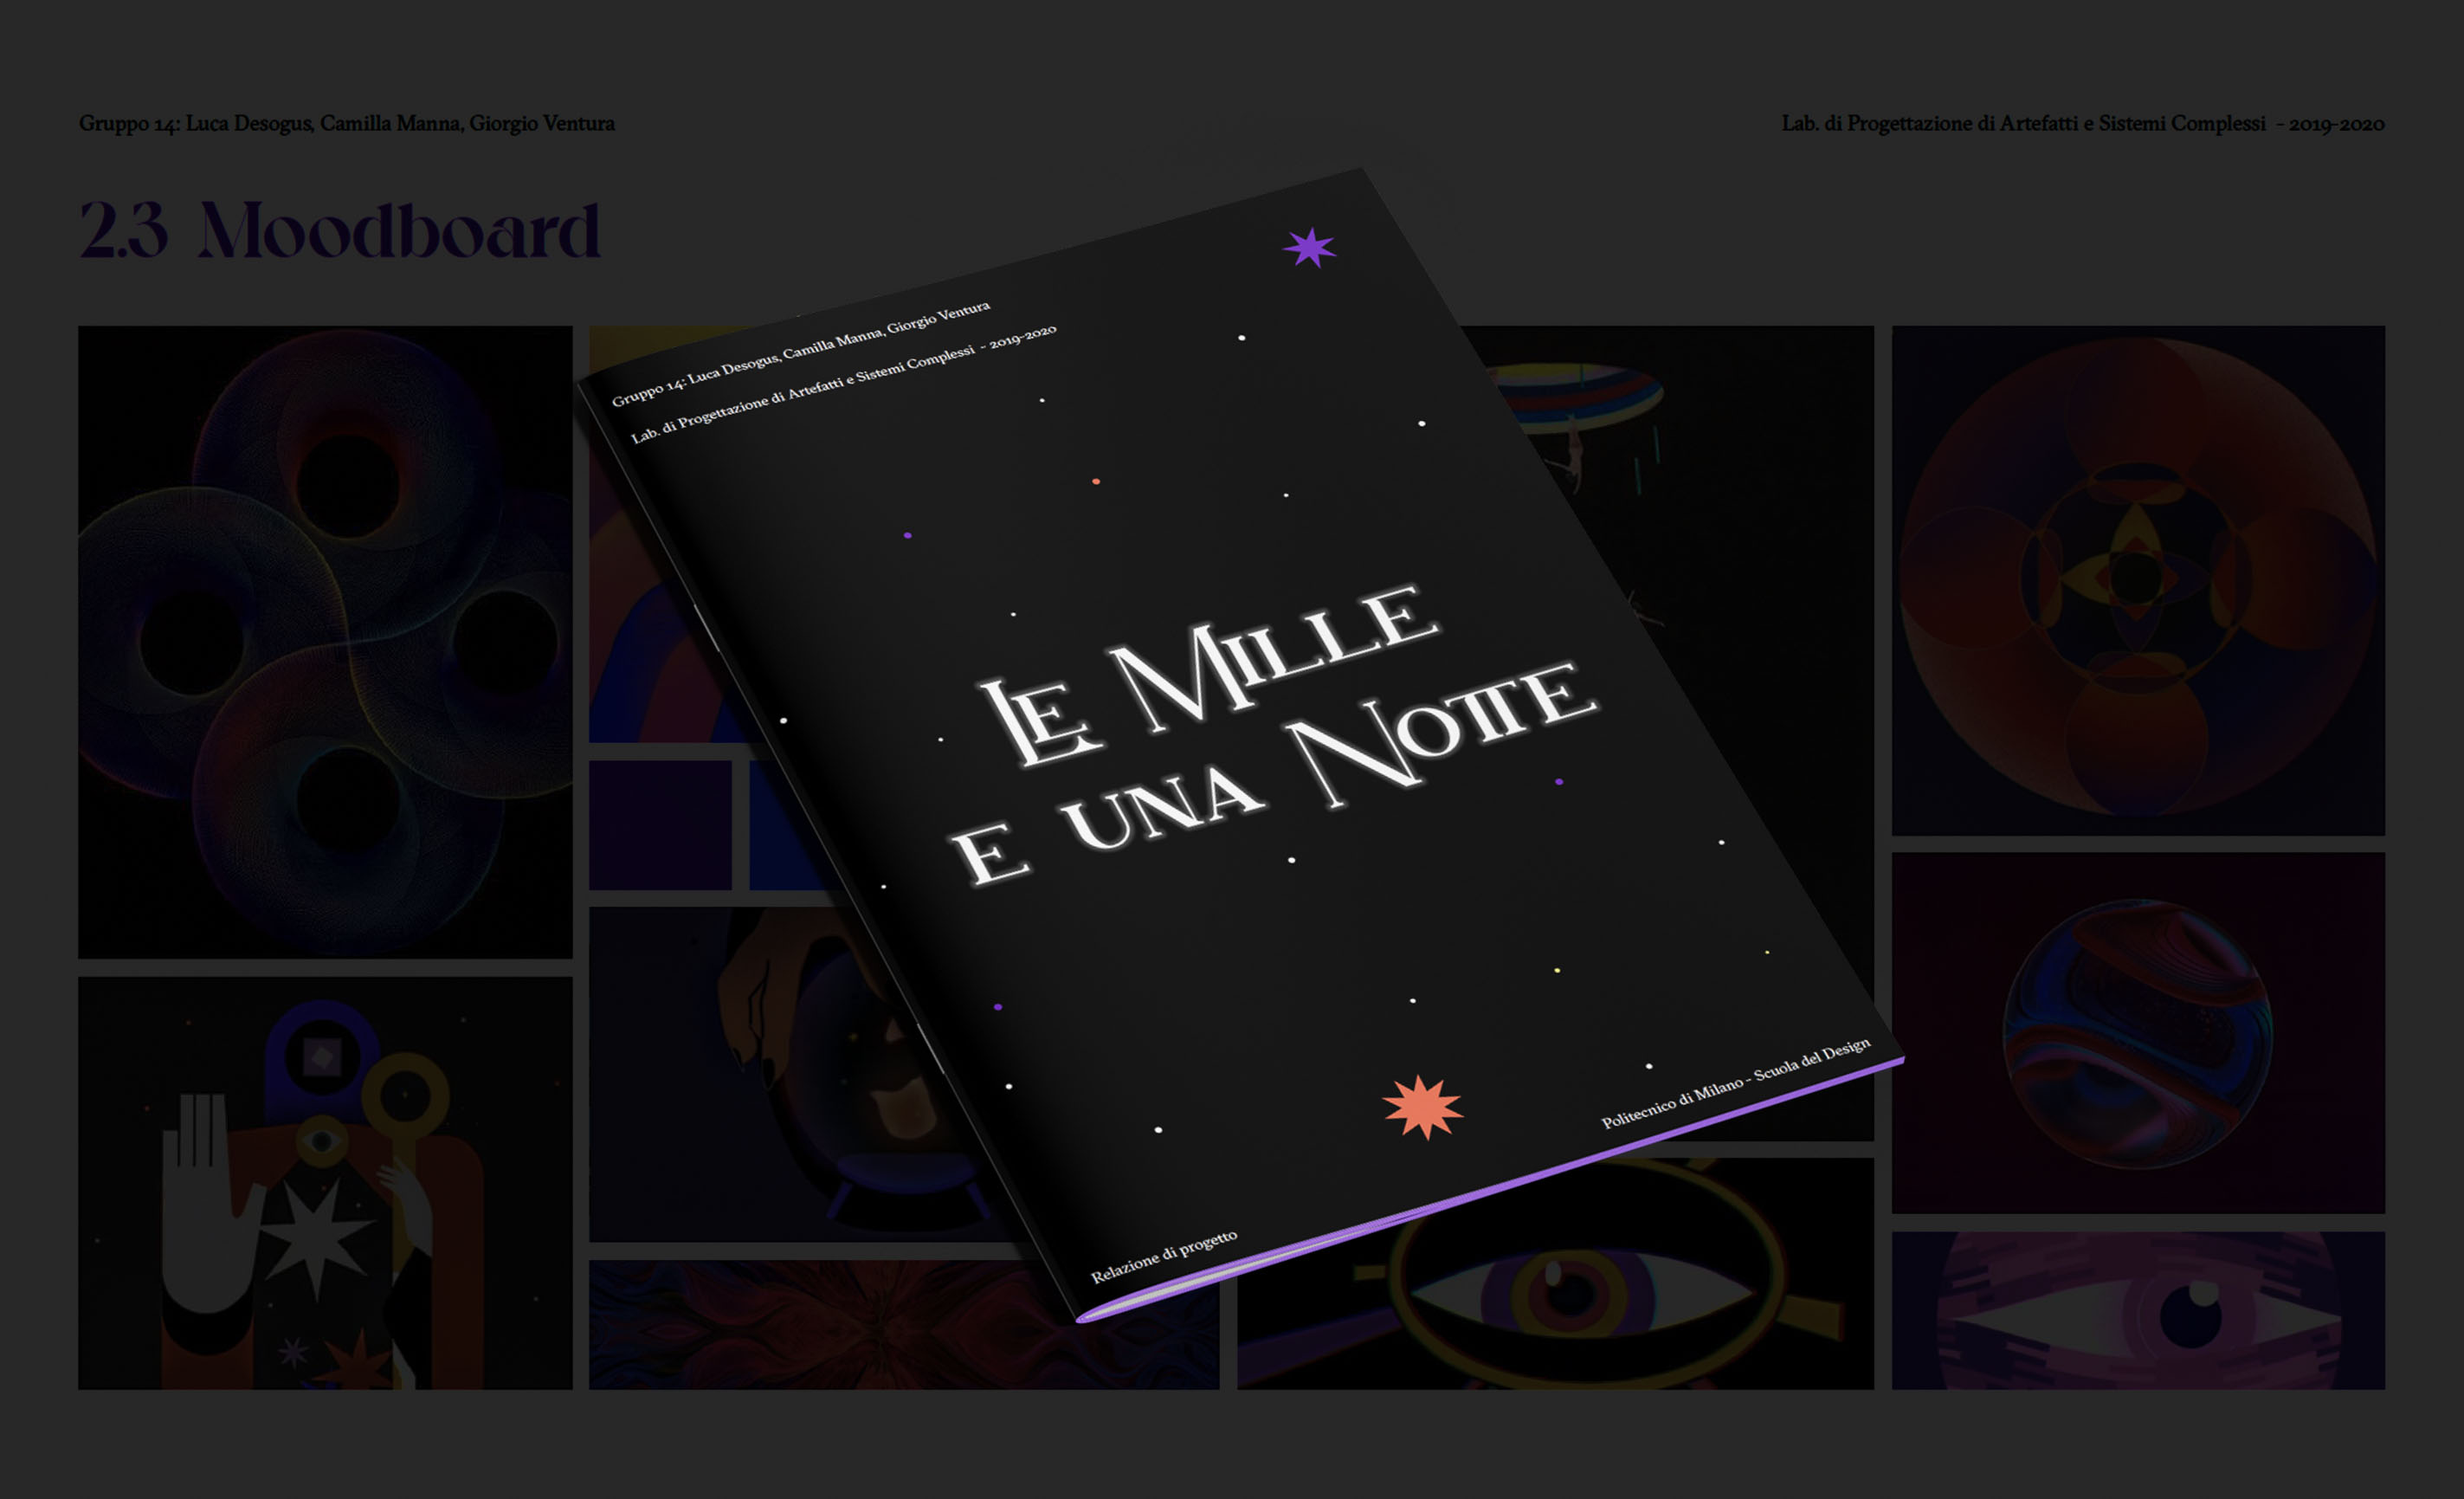 Gruppo 14: Luca Desogus, Camilla Manna, Giorgio Ventura
Lab. di Progettazione di Artefatti e Sistemi Complessi - 2019-2020
2.3 Moodboard
Gruppo 14: Luca Desogus, Camilla Manna, Giorgio Ventura
Lab. di Progettazione di Artefatti e Sistemi Complessi - 2019-2020
Le Mille
e una Notte
Politecnico di Milano - Scuola del Design
Relazione di progetto